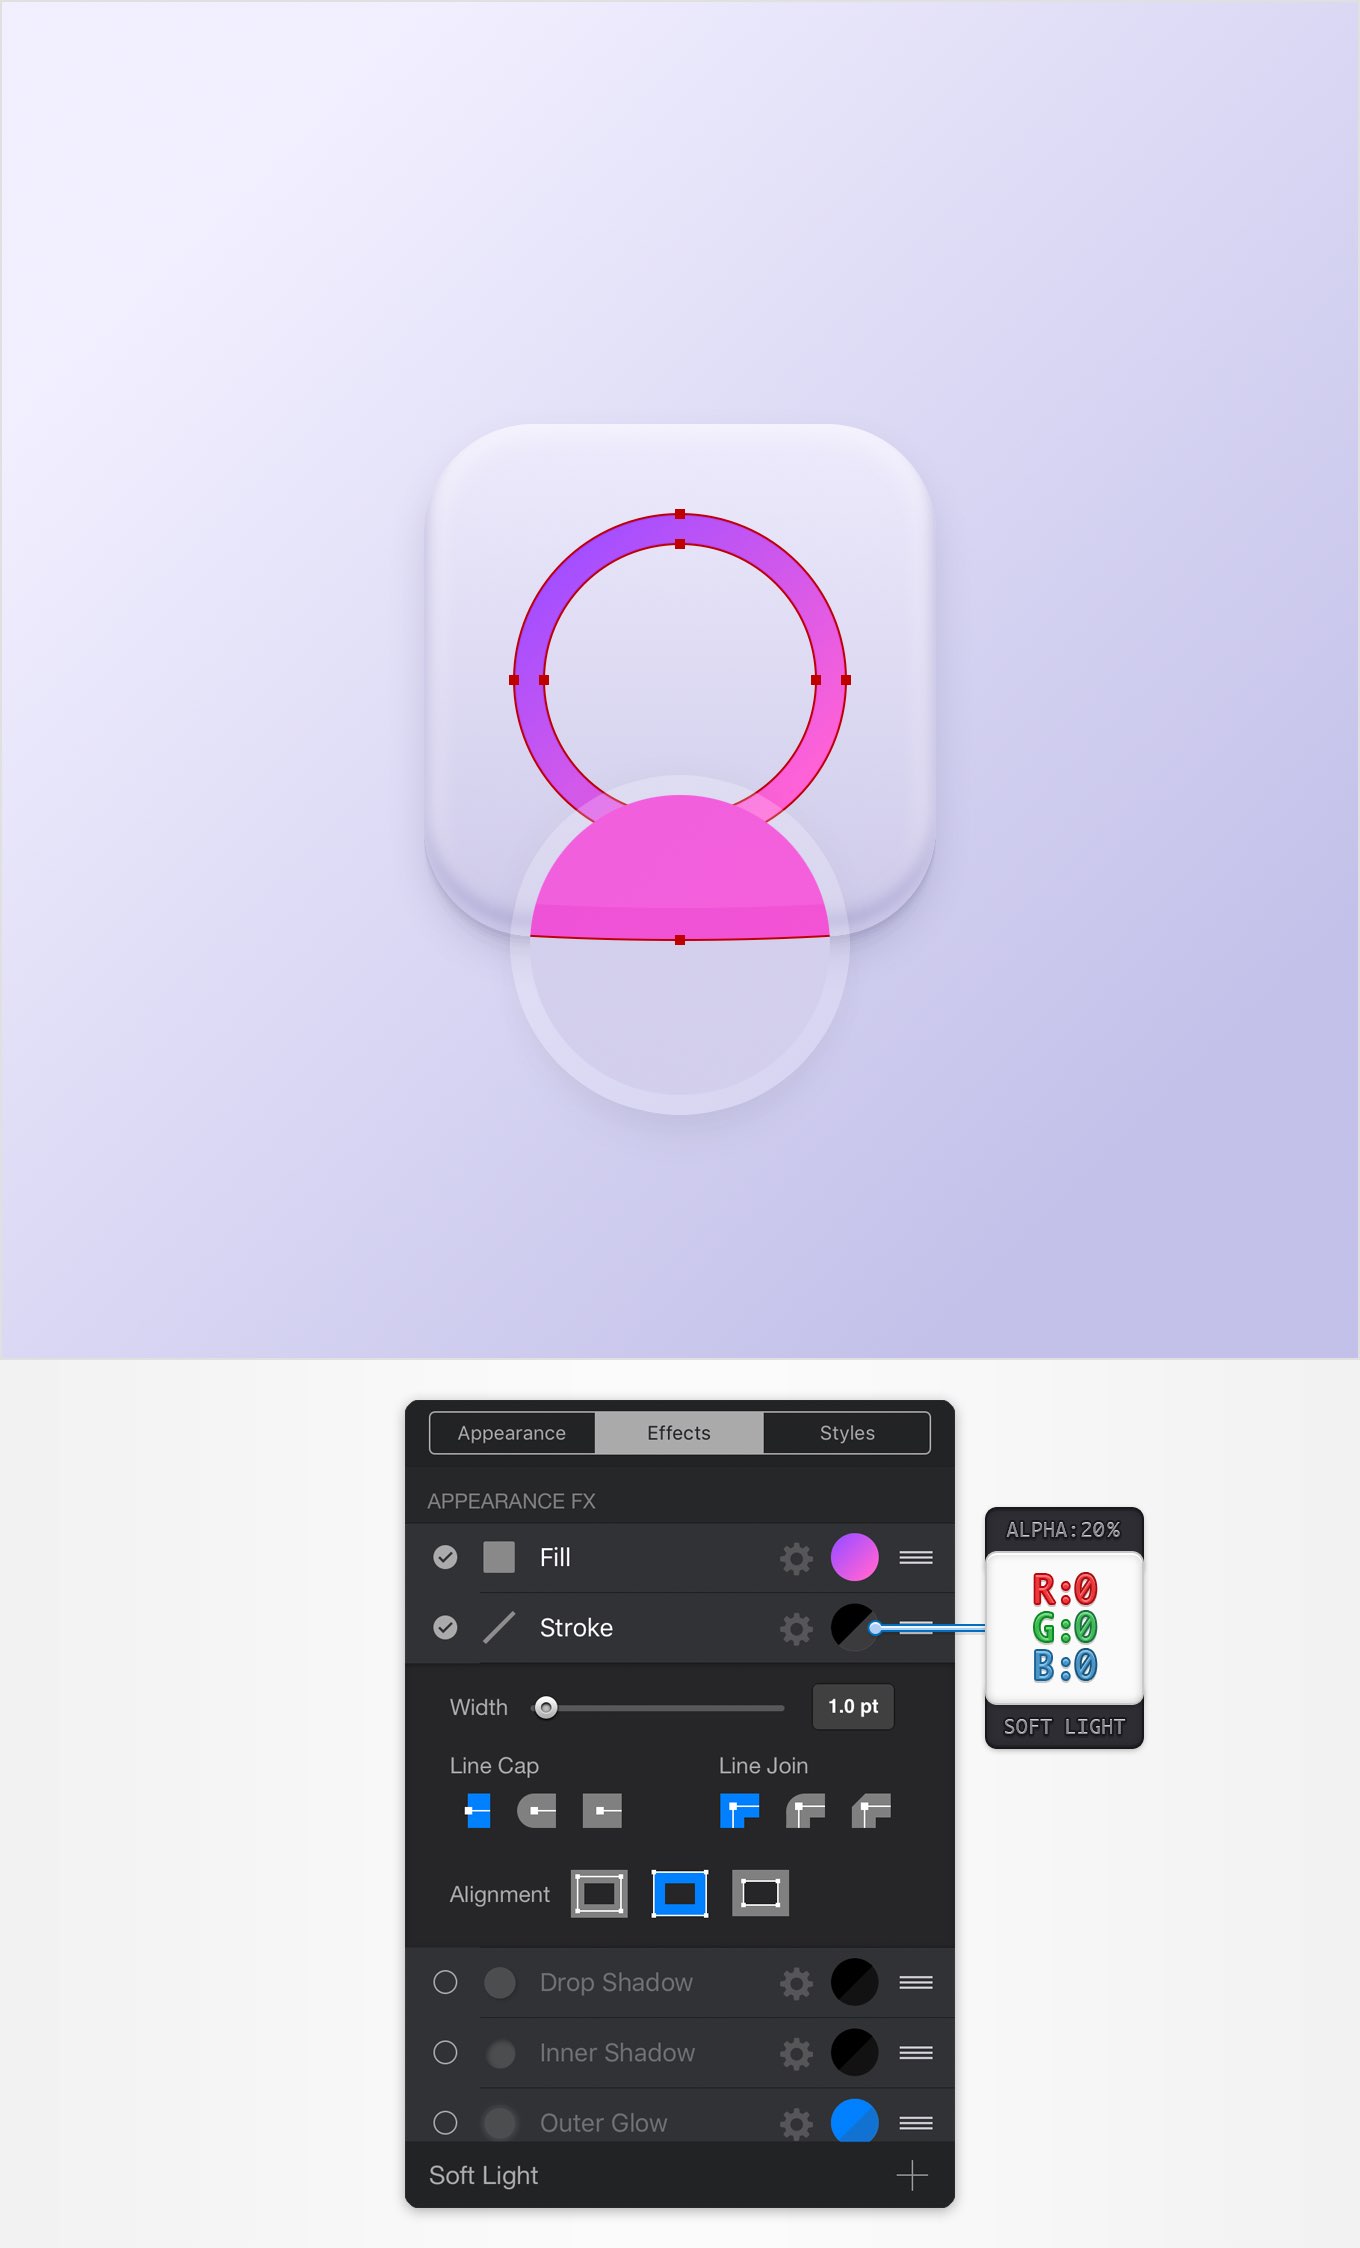 Appearance
Effects
Styles
APPEARANCE FX
Fill
Stroke
ALPHA:20%
R:0
G:0
B:0
SOFT LIGHT
Width
1.0 pt
Line Cap
Line Join
Alignment
Drop Shadow
Inner Shadow
Outer Glow
Soft Light